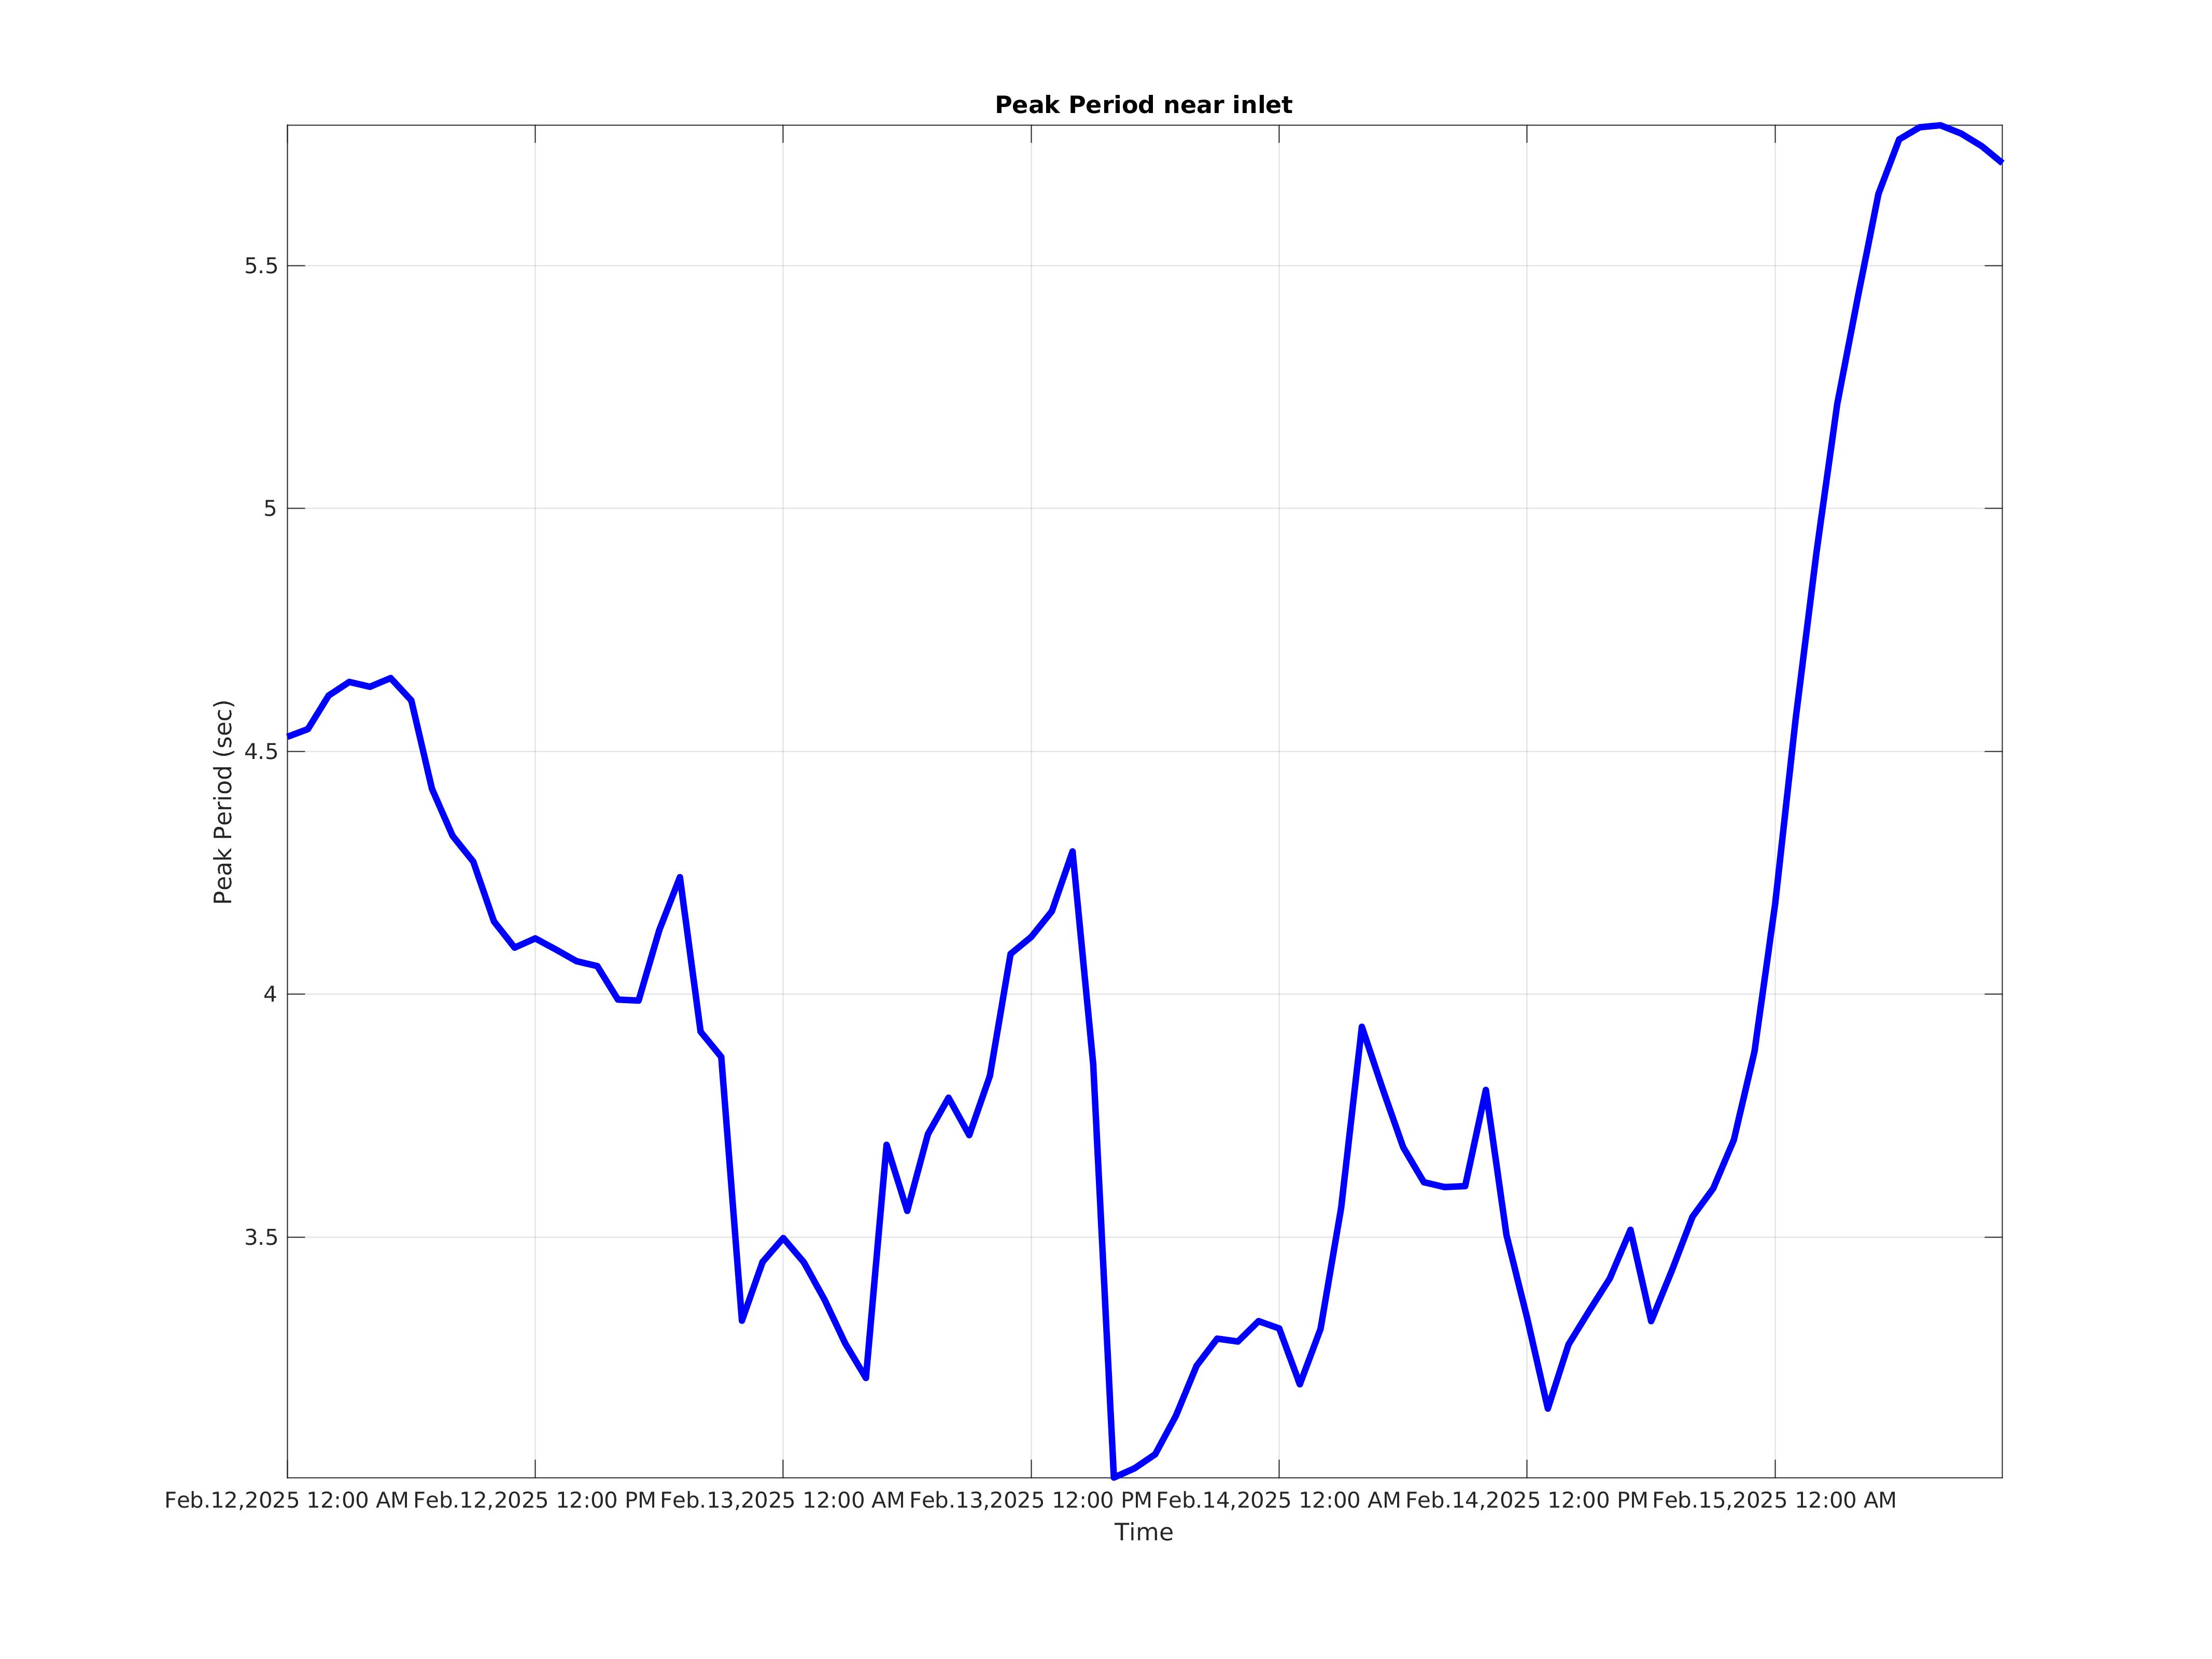 Peak Period near inlet
5.5
5
4.5
4
3.5
Peak Period (sec)
Feb.12,2025 12:00 AM Feb.12,2025 12:00 PM Feb.13,2025 12:00 AM Feb.13,2025 12:00 PM Feb.14,2025 12:00 AM Feb.14,2025 12:00 PM Feb.15,2025 12:00 AM
Time